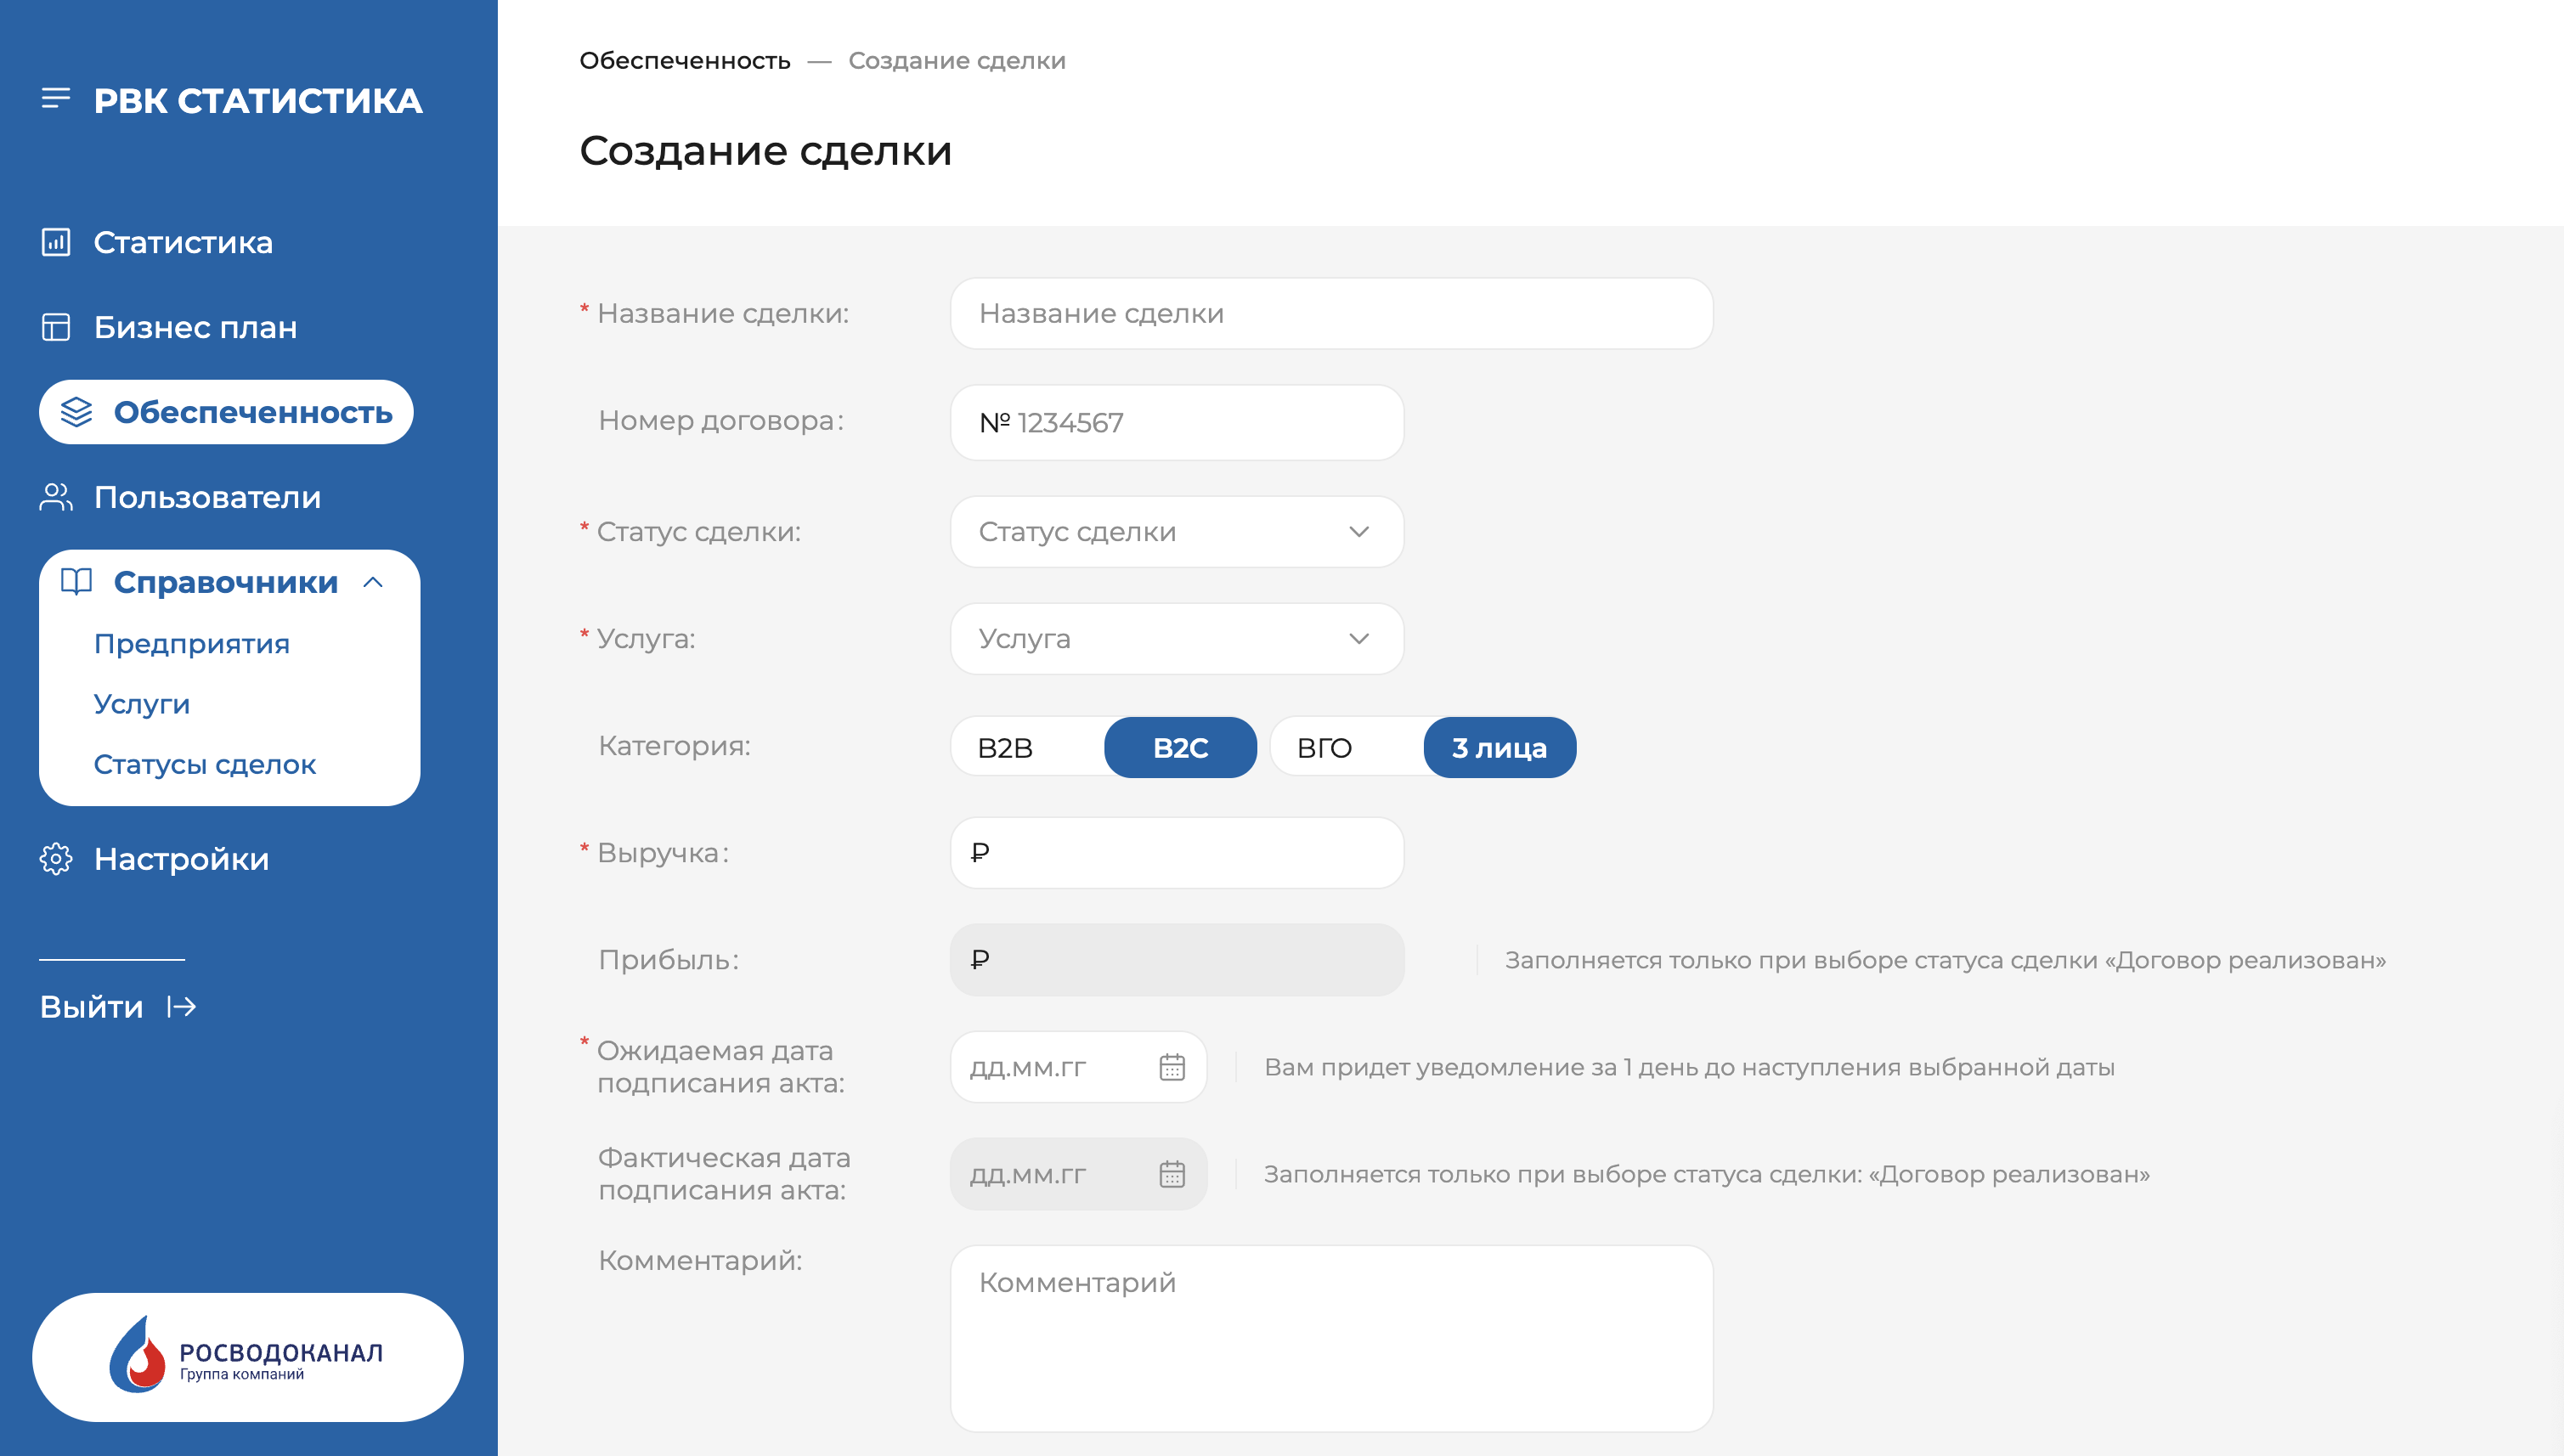 РВК СТАТИСТИКА
Статистика
Бизнес план
Обеспеченность
Пользователи
Справочники
Предприятия
Услуги
Статусы сделок
Настройки
Выйти
РОСВОДОКАНАЛ
Группа компаний
Обеспеченность — Создание сделки
Создание сделки
* Название сделки: Название сделки
Номер договора: № 1234567
* Статус сделки: Статус сделки
* Услуга: Услуга
Категория: B2B B2C ВГО 3 лица
* Выручка: ₽
Прибыль: ₽ Заполняется только при выборе статуса сделки «Договор реализован»
* Ожидаемая дата
подписания акта: дд.мм.гг Вам придет уведомление за 1 день до наступления выбранной даты
Фактическая дата
подписания акта: дд.мм.гг Заполняется только при выборе статуса сделки: «Договор реализован»
Комментарий: Комментарий